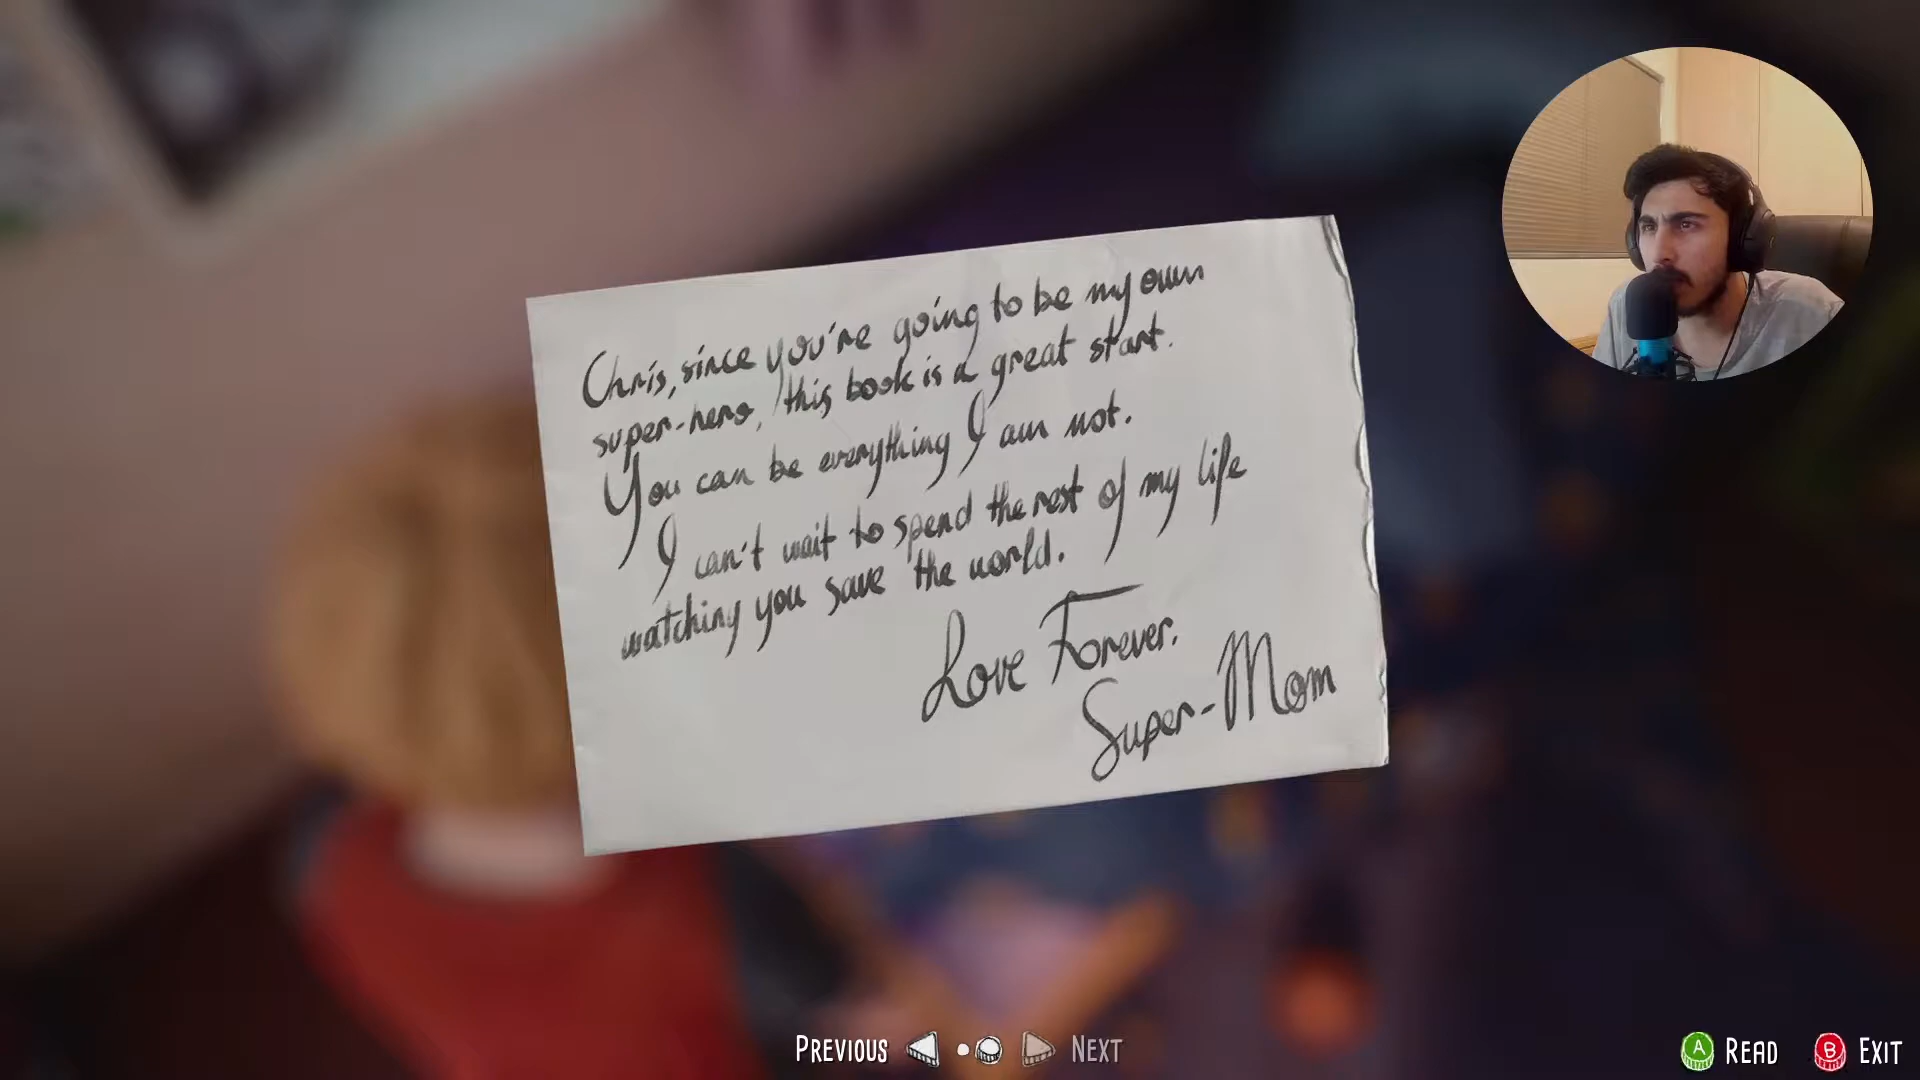 Chris, since you're going to be my own
super-hero, this book is a great start.
You can be everything I am not.
I can't wait to spend the rest of my life
watching you save the world.
Love Forever.
Super-Mom
PREVIOUS NEXT
A READ B EXIT